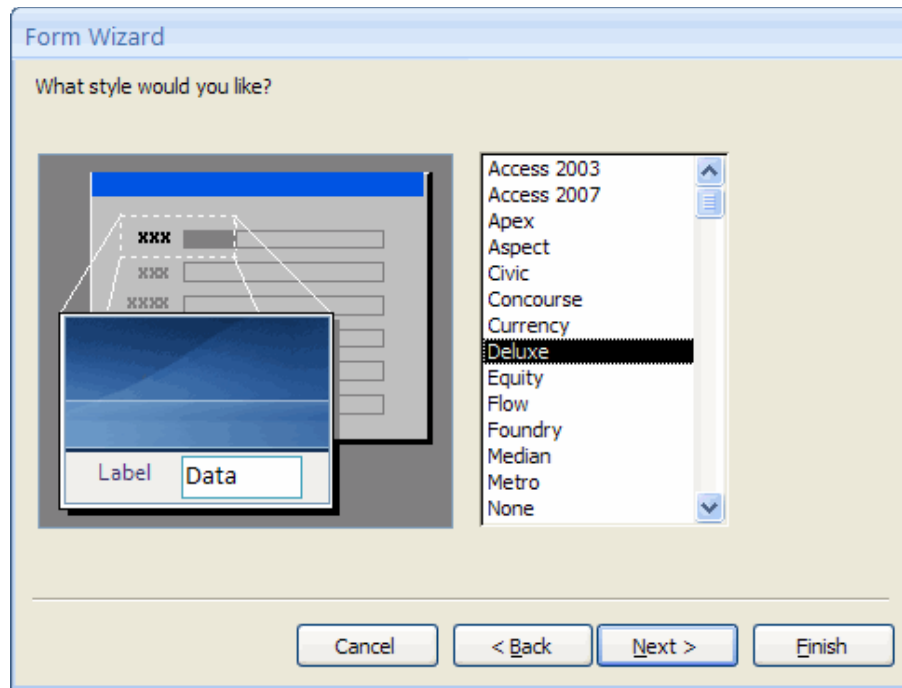 Form Wizard
What style would you like?
xxx
xxx
xxxx
Label Data
Access 2003
Access 2007
Apex
Aspect
Civic
Concourse
Currency
Deluxe
Equity
Flow
Foundry
Median
Metro
None
Cancel < Back Next > Finish